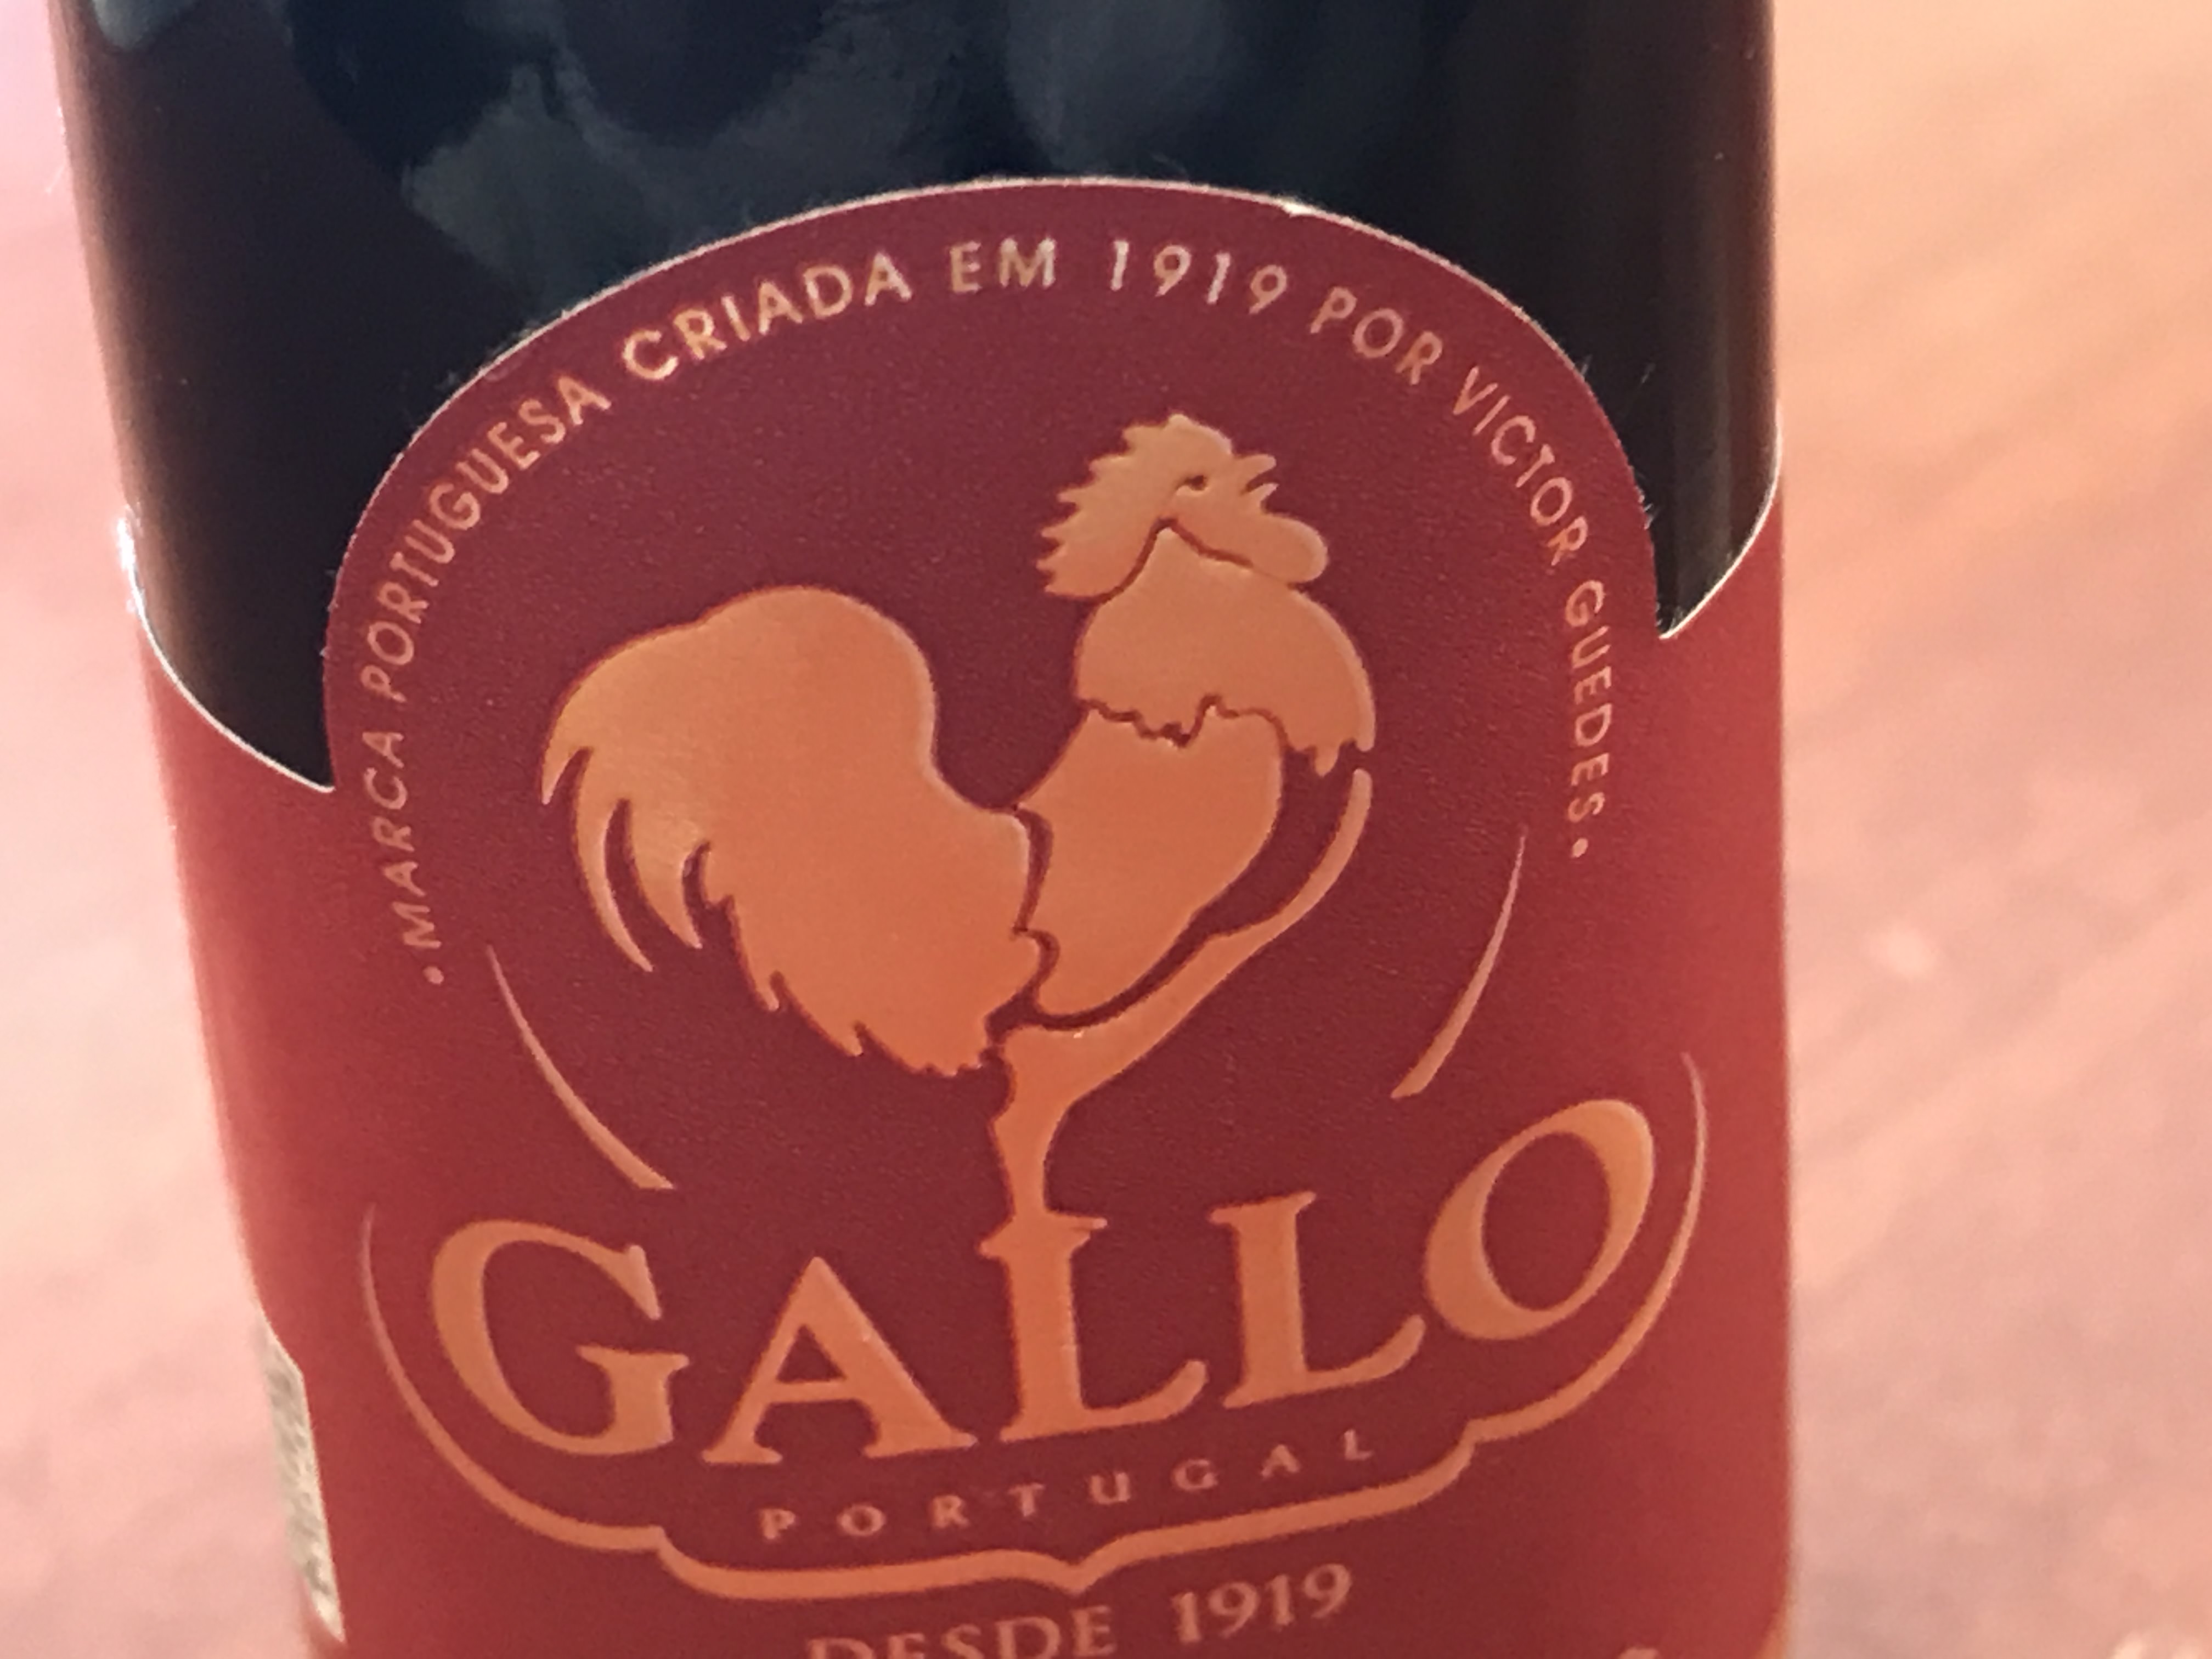 •MARCA PORTUGUESA CRIADA EM 1919 POR VICTOR GUEDES•
GALLO
PORTUGAL
DESDE 1919